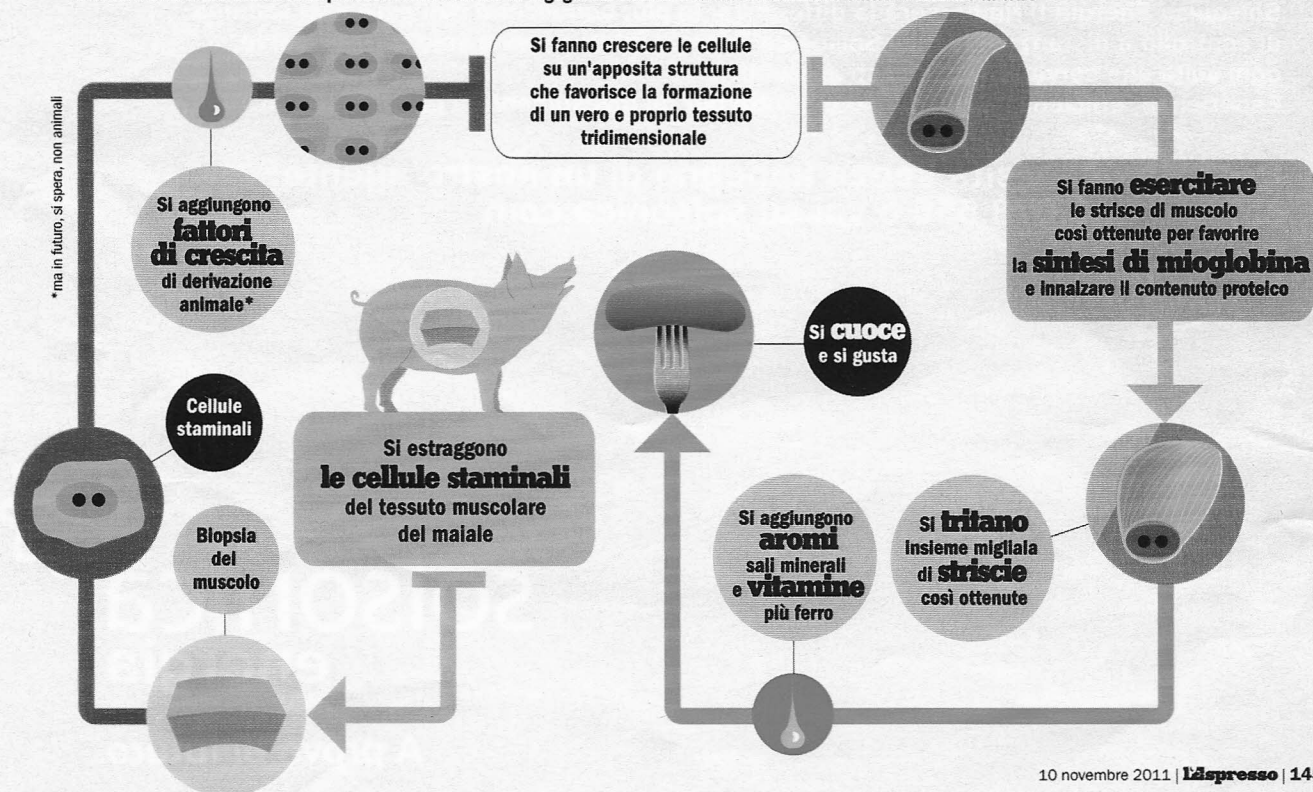 Si fanno crescere le cellule
su un'apposita struttura
che favorisce la formazione
di un vero e proprio tessuto
tridimensionale
*ma in futuro, si spera, non animali
Si aggiungono
fattori
di crescita
di derivazione
animale*
Si fanno esercitare
le strisce di muscolo
così ottenute per favorire
la sintesi di mioglobina
e innalzare il contenuto proteico
Si cuoce
e si gusta
Cellule
staminali
Si estraggono
le cellule staminali
del tessuto muscolare
del maiale
Biopsia
del
muscolo
Si aggiungono
aromi
sali minerali
e vitamine
più ferro
Si tritano
insieme migliaia
di striscie
così ottenute
10 novembre 2011 | L'Espresso | 14